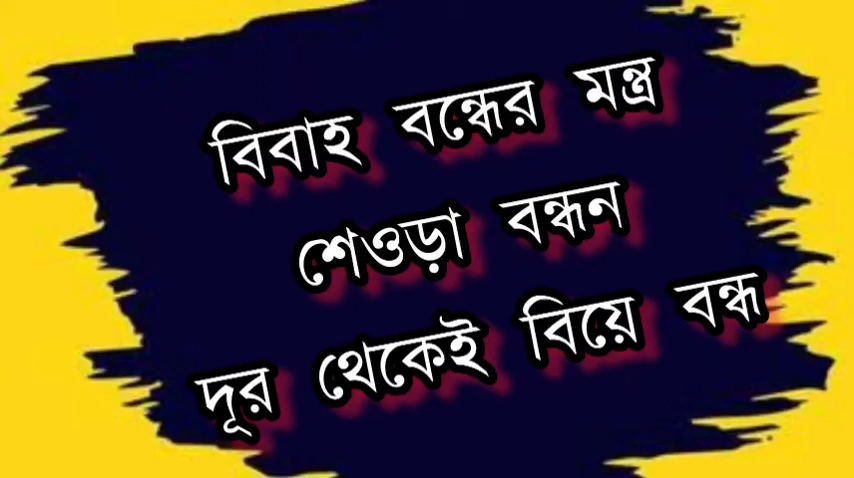 বিবাহ বন্ধের মন্ত্র
শেওড়া বন্ধন
দূর থেকেই বিয়ে বন্ধ